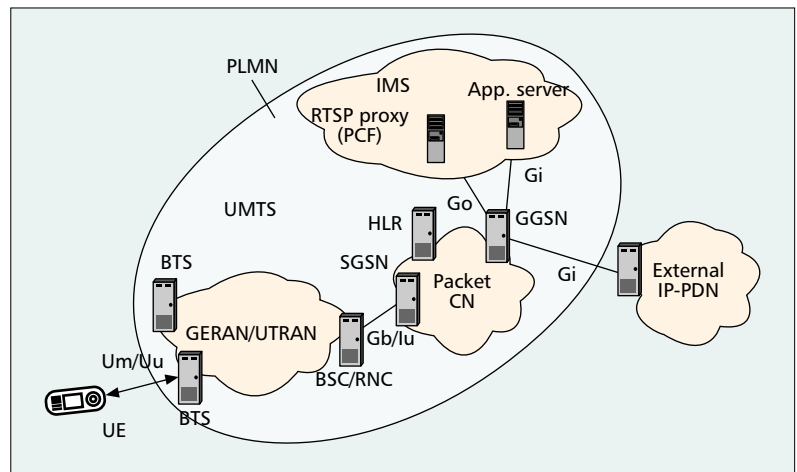 PLMN
IMS
App. server
RTSP proxy
(PCF)
Gi
Go
UMTS
HLR
GGSN
BTS
SGSN
Packet
CN
Gi
External
IP-PDN
GERAN/UTRAN
Gb/Iu
Um/Uu
BSC/RNC
BTS
UE